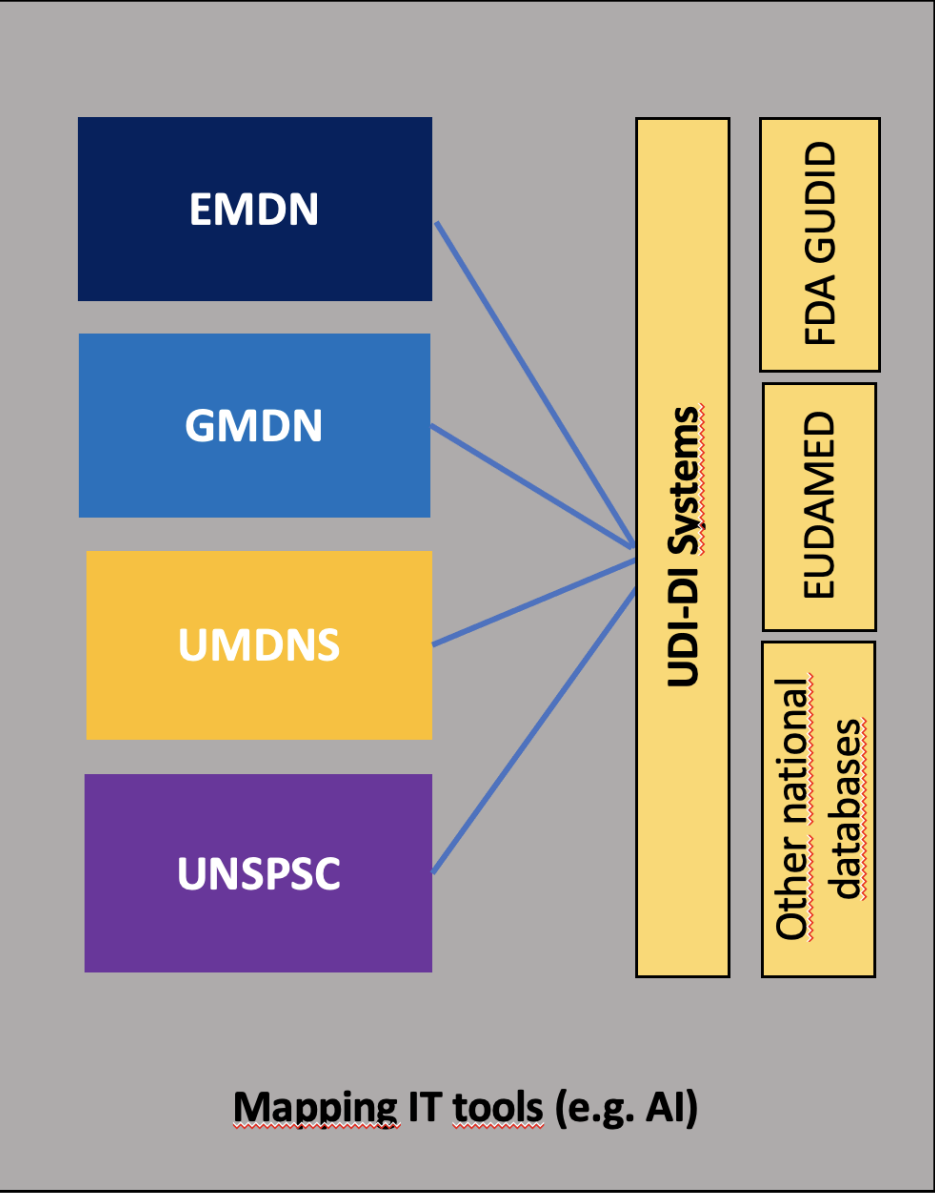 EMDN
GMDN
UMDNS
UNSPSC
UDI-DI Systems
FDA GUDID
EUDAMED
Other national
databases
Mapping IT tools (e.g. AI)